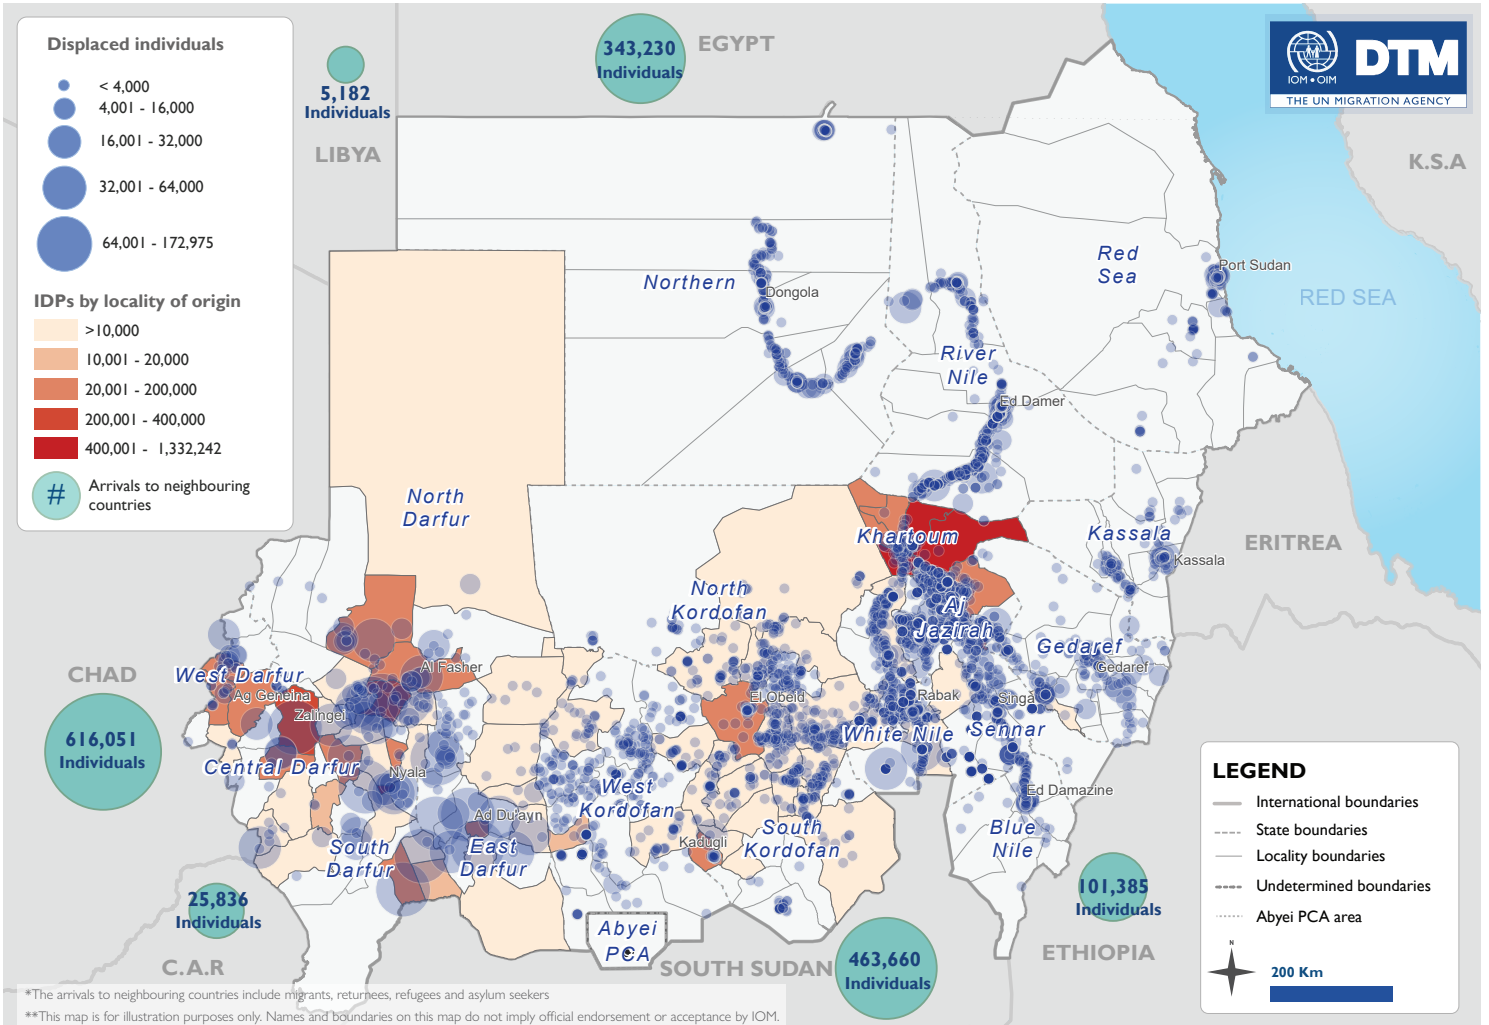 Displaced individuals
< 4,000
4,001 - 16,000
16,001 - 32,000
32,001 - 64,000
64,001 - 172,975
IDPs by locality of origin
>10,000
10,001 - 20,000
20,001 - 200,000
200,001 - 400,000
400,001 - 1,332,242
#
Arrivals to neighbouring
countries
5,182
Individuals
LIBYA
343,230
Individuals
EGYPT
IOM • OIM
DTM
THE UN MIGRATION AGENCY
K.S.A
RED SEA
Red
Sea
Port Sudan
Northern
Dongola
River
Nile
Ed Damer
North
Darfur
Khartoum
Kassala
Kassala
ERITREA
North
Kordofan
Aj
Jazirah
Gedaref
Gedaref
CHAD
616,051
Individuals
West Darfur
Ag Geneina
Zalingei
Al Fasher
El Obeid
Rabak
Singa
White Nile
Sennar
Central Darfur
Nyala
West
Kordofan
Ed Damazine
Ad Du'ayn
South
Darfur
East
Darfur
Kadugli
South
Kordofan
Blue
Nile
25,836
Individuals
C.A.R
Abyei
PCA
SOUTH SUDAN
463,660
Individuals
101,385
Individuals
ETHIOPIA
LEGEND
International boundaries
State boundaries
Locality boundaries
Undetermined boundaries
Abyei PCA area
N
200 Km
*The arrivals to neighbouring countries include migrants, returnees, refugees and asylum seekers
**This map is for illustration purposes only. Names and boundaries on this map do not imply official endorsement or acceptance by IOM.